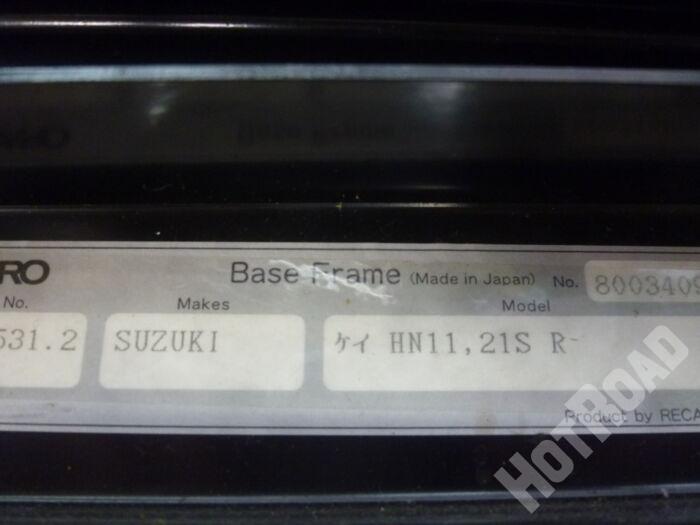 RO Base Frame (Made in Japan) No. 8003409
No. Makes Model
531.2 SUZUKI ケイ HN11,21S R-
Product by RECA
HOTROAD